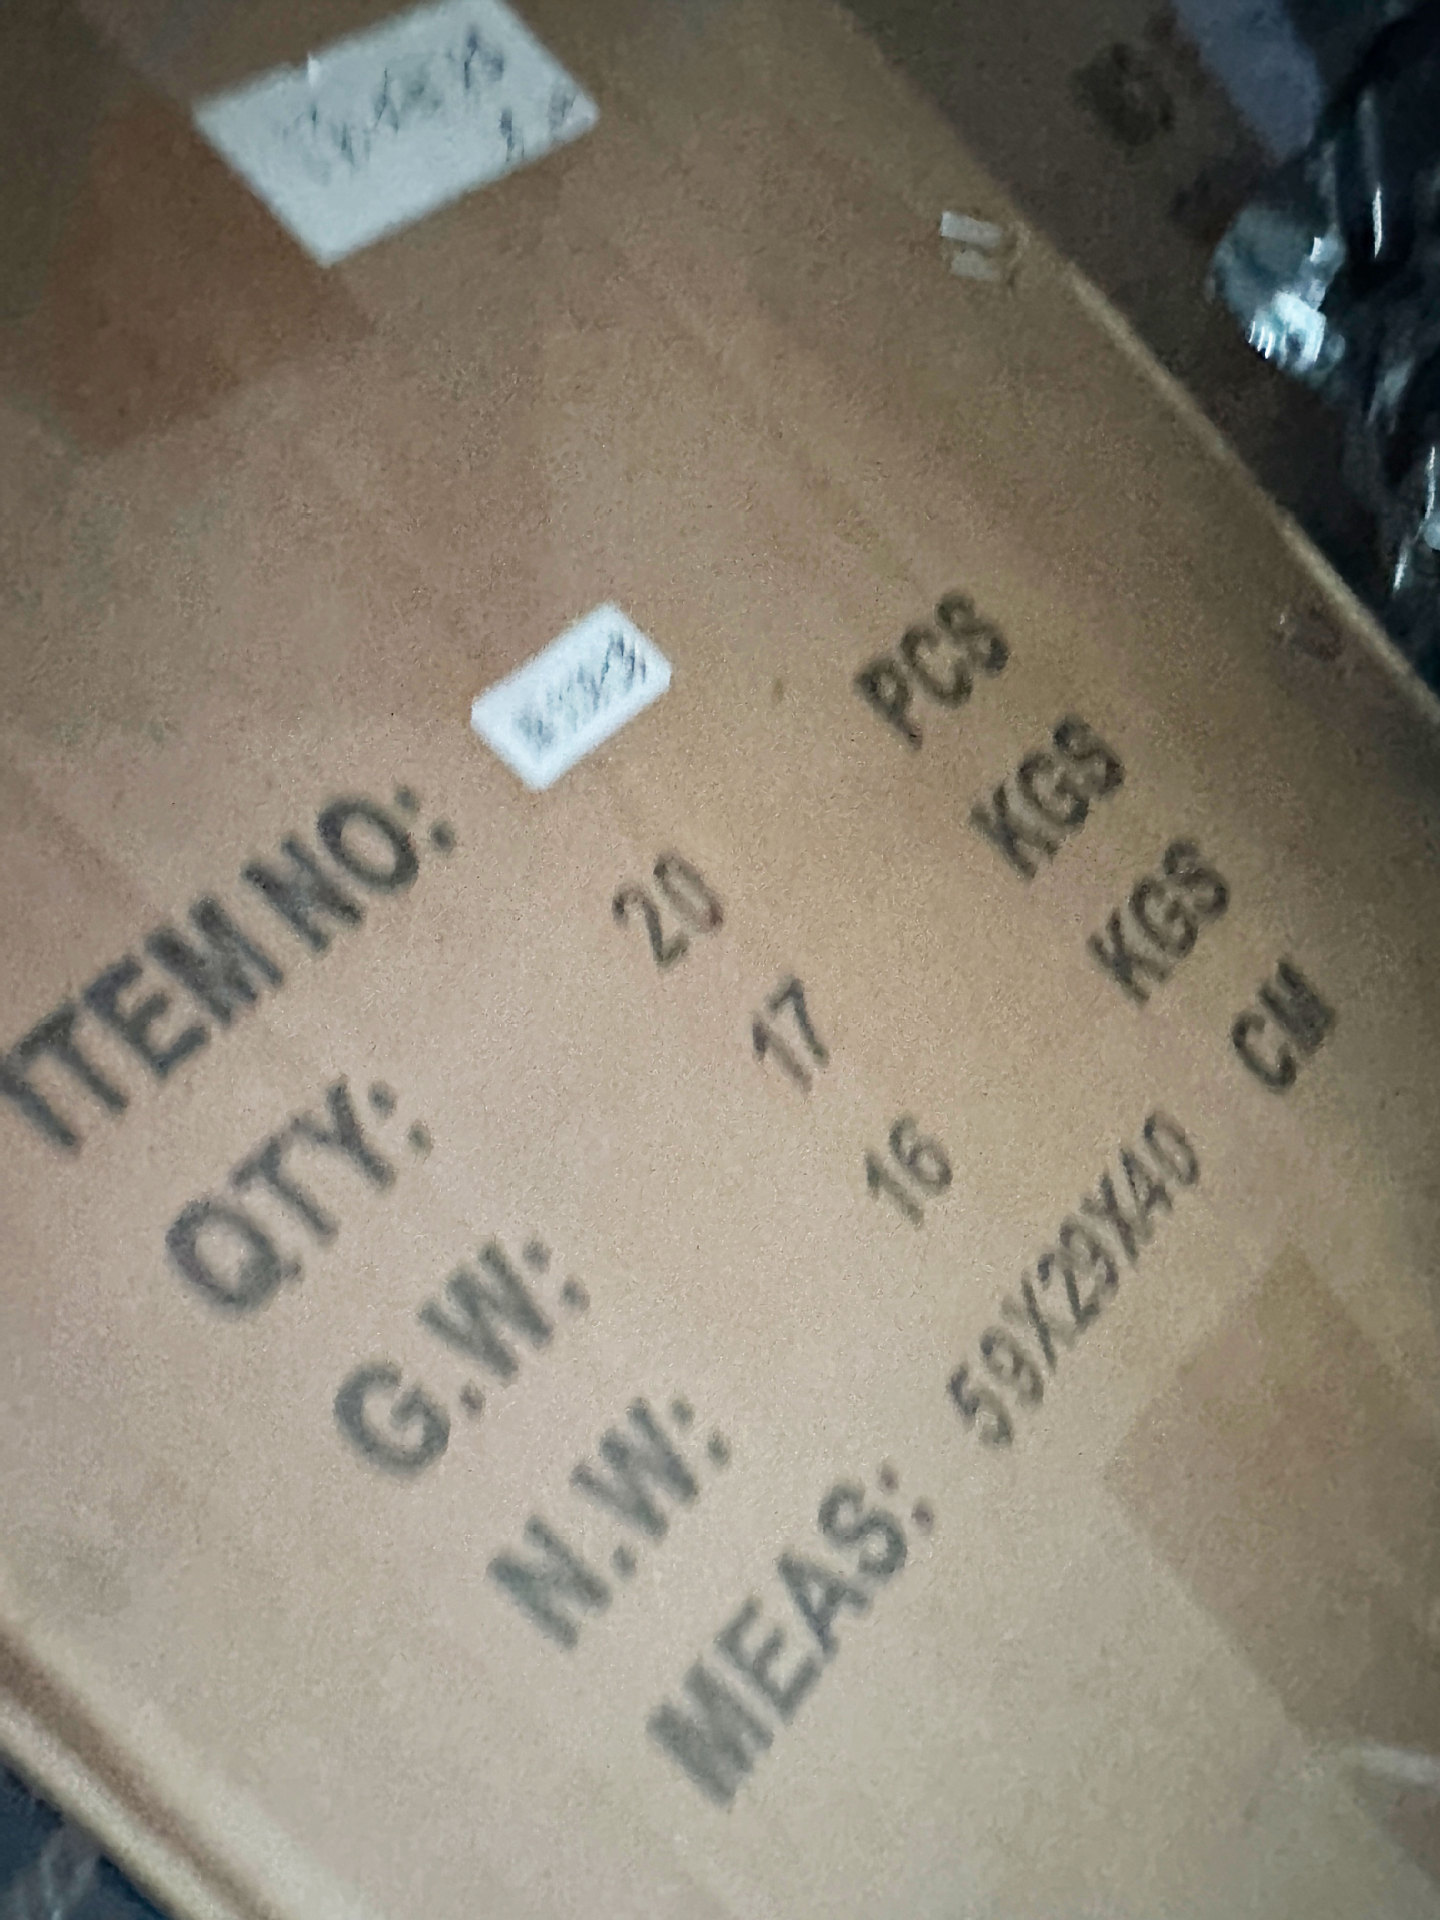 ITEM NO:
QTY: 20 PCS
G.W: 17 KGS
N.W: 16 KGS
MEAS: 59X29X40 CM